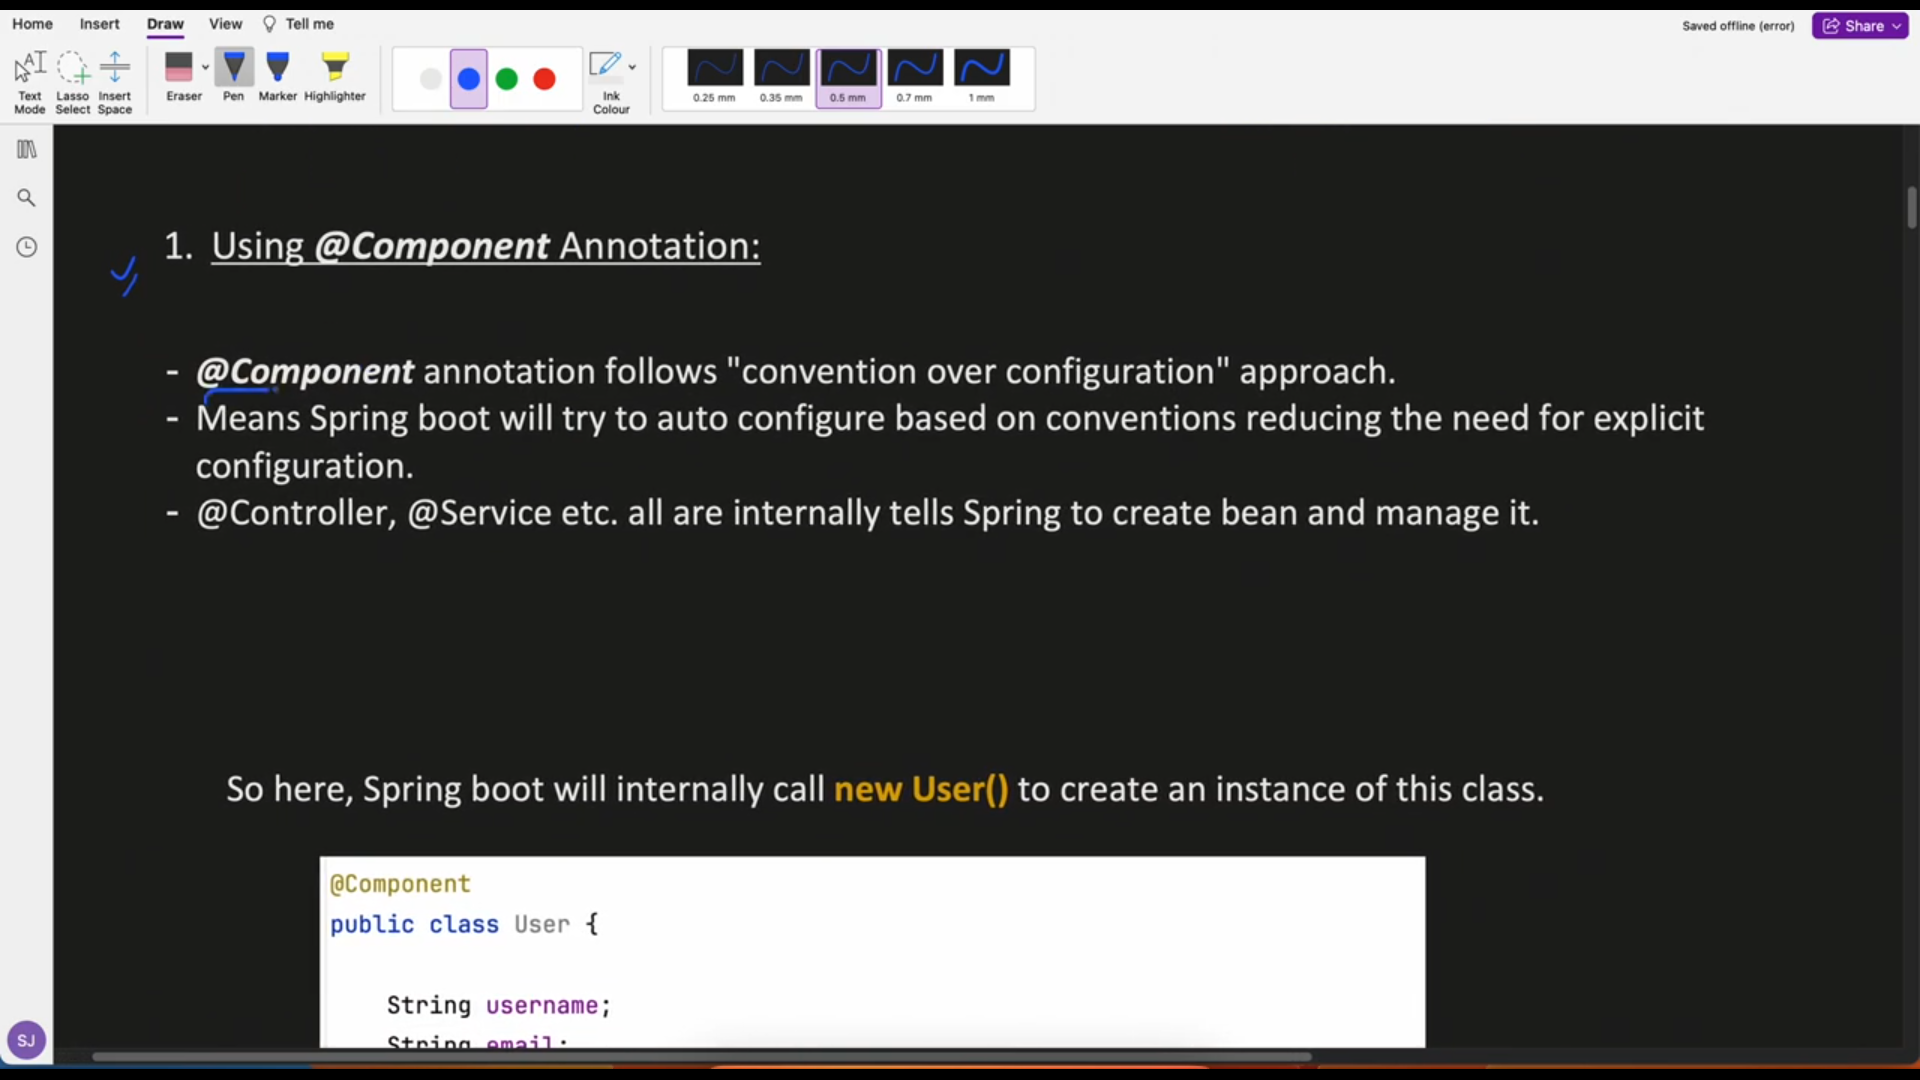 Home Insert Draw View Tell me
Saved offline (error) Share
Text Mode Lasso Select Insert Space Eraser Pen Marker Highlighter Ink Colour 0.25 mm 0.35 mm 0.5 mm 0.7 mm 1 mm
1. Using @Component Annotation:
- @Component annotation follows "convention over configuration" approach.
- Means Spring boot will try to auto configure based on conventions reducing the need for explicit
configuration.
- @Controller, @Service etc. all are internally tells Spring to create bean and manage it.
So here, Spring boot will internally call new User() to create an instance of this class.
@Component
public class User {
String username;
String email;
SJ